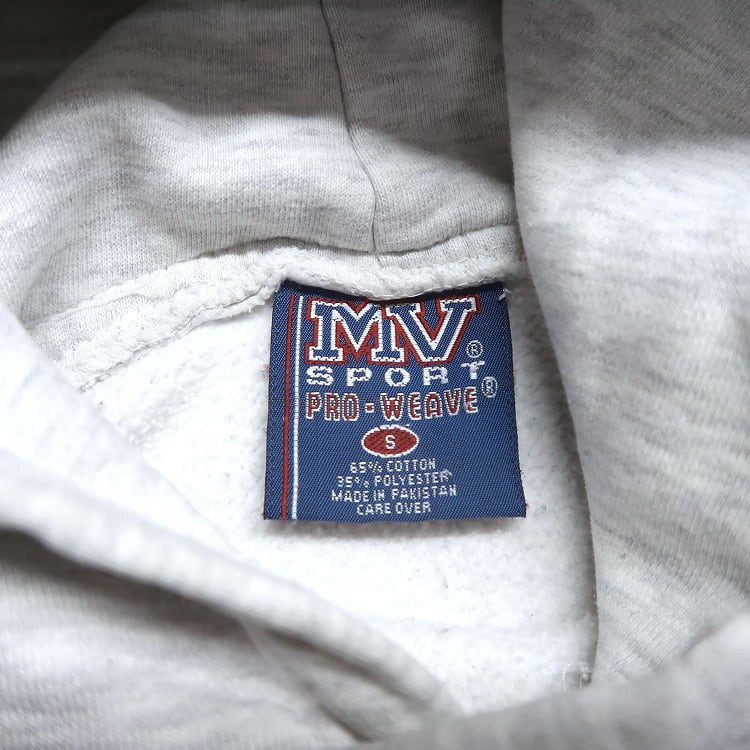 MV®
SPORT
PRO-WEAVE®
S
65% COTTON
35% POLYESTER
MADE IN PAKISTAN
CARE OVER